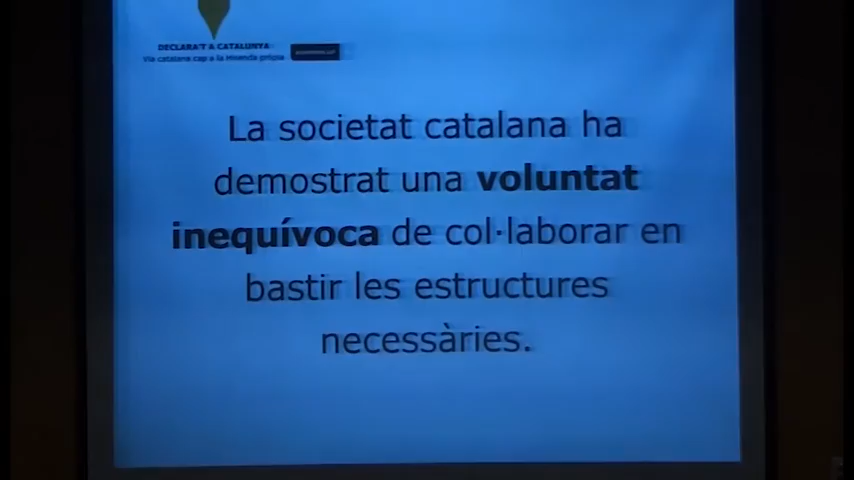 DECLARA'T A CATALUNYA
Via catalana cap a la hisenda pròpia
La societat catalana ha
demostrat una voluntat
inequívoca de col·laborar en
bastir les estructures
necessàries.